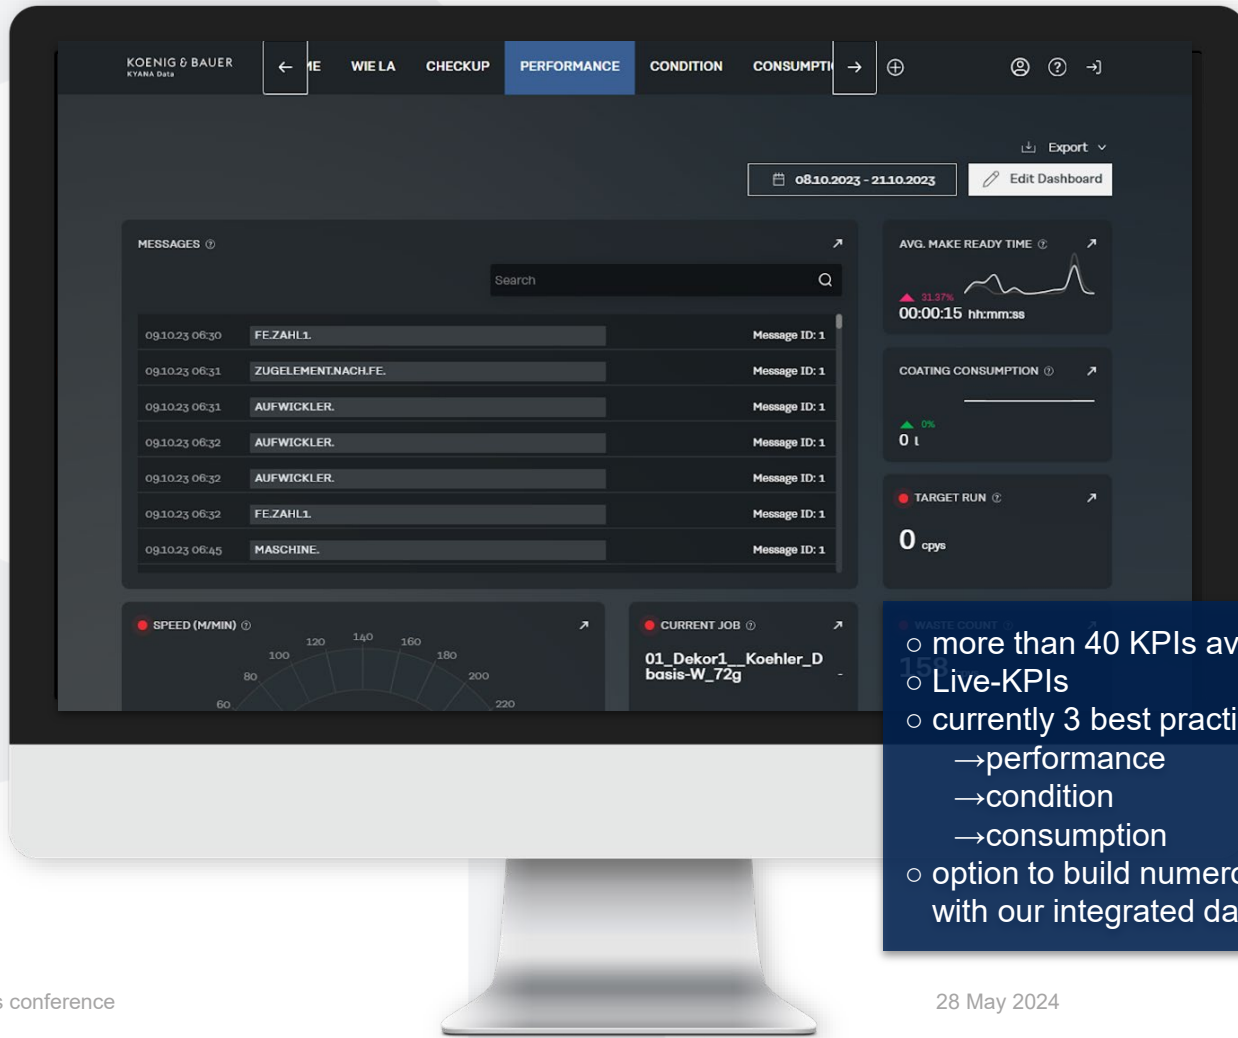 KOENIG & BAUER
KYANA Data
WIE LA
CHECKUP
PERFORMANCE
CONDITION
Export
08.10.2023 - 21.10.2023
Edit Dashboard
MESSAGES
Search
09.10.23 06:30 FE.ZAHL1. Message ID: 1
09.10.23 06:31 ZUGELEMENT.NACH.FE. Message ID: 1
09.10.23 06:31 AUFWICKLER. Message ID: 1
09.10.23 06:32 AUFWICKLER. Message ID: 1
09.10.23 06:32 AUFWICKLER. Message ID: 1
09.10.23 06:32 FE.ZAHL1. Message ID: 1
09.10.23 06:45 MASCHINE. Message ID: 1
AVG. MAKE READY TIME
31.37%
00:00:15 hh:mm:ss
COATING CONSUMPTION
0%
0 l
TARGET RUN
0 cpys
SPEED (M/MIN)
60
80
100
120
140
160
180
200
220
CURRENT JOB
01_Dekor1__Koehler_D
basis-W_72g -
WASTE COUNT
158
○ more than 40 KPIs
○ Live-KPIs
○ currently 3 best
→performance
→condition
→consumption
○ option to build
with our integrated
conference
28 May 2024